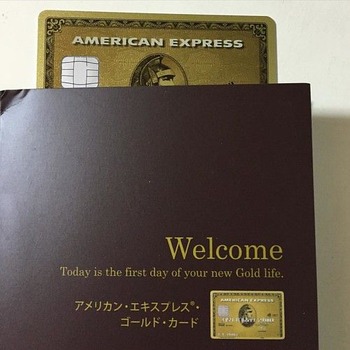 AMERICAN EXPRESS
Welcome
Today is the first day of your new Gold life.
アメリカン・エキスプレス®・
ゴールド・カード
AMERICAN EXPRESS